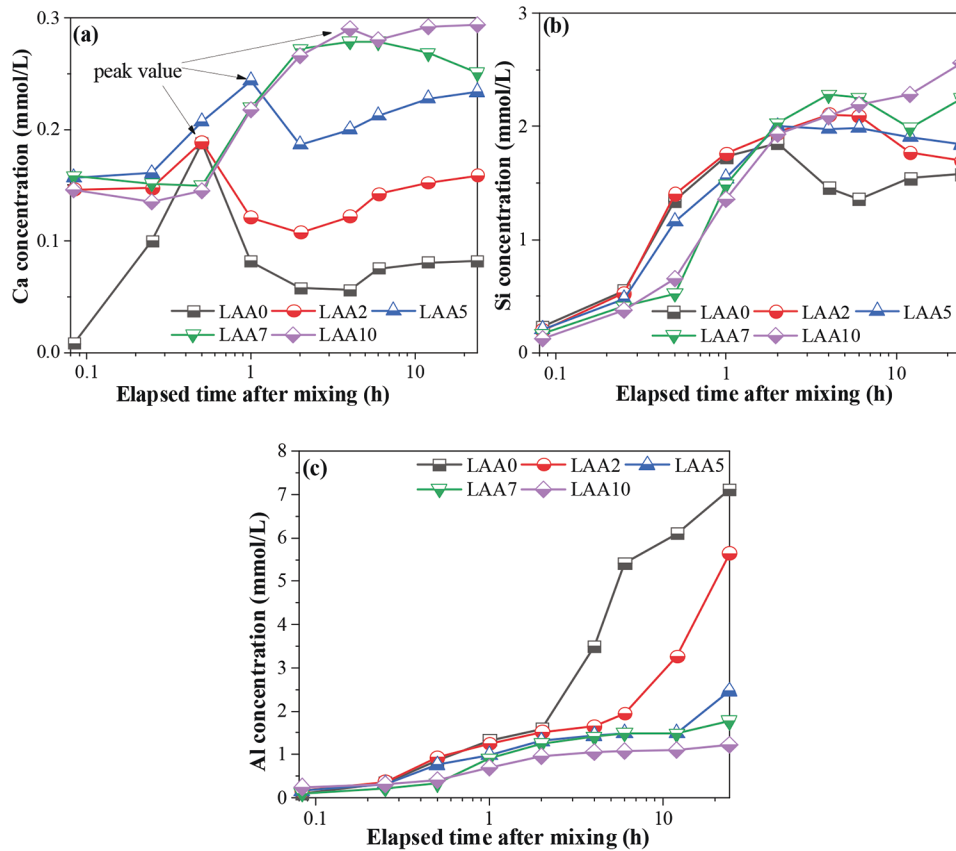 (a)
peak value
Ca concentration (mmol/L)
0.3
0.2
0.1
0.0
LAA0 LAA2 LAA5
LAA7 LAA10
0.1 1 10
Elapsed time after mixing (h)
(b)
Si concentration (mmol/L)
3
2
1
0
LAA0 LAA2 LAA5
LAA7 LAA10
0.1 1 10
Elapsed time after mixing (h)
(c)
Al concentration (mmol/L)
8
7
6
5
4
3
2
1
0
LAA0 LAA2 LAA5
LAA7 LAA10
0.1 1 10
Elapsed time after mixing (h)